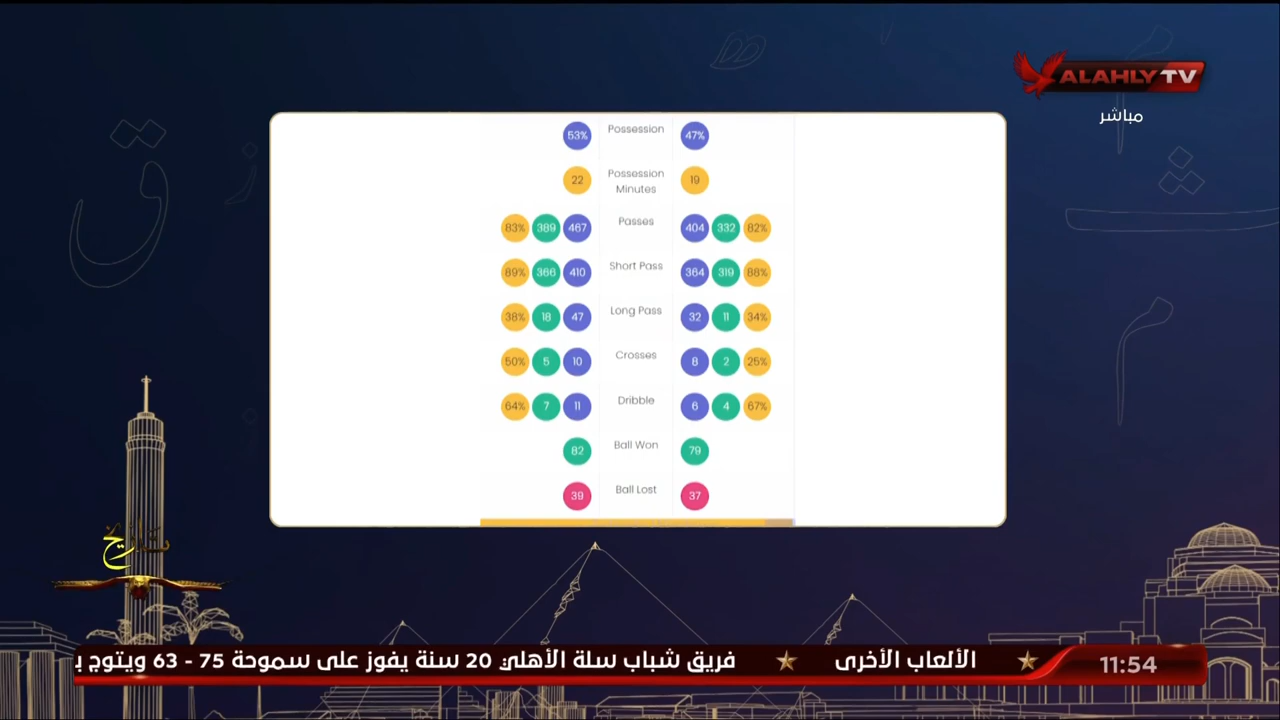 ALAHLY TV
مباشر
53% Possession 47%
22 Possession Minutes 19
83% 389 467 Passes 404 332 82%
89% 366 410 Short Pass 364 319 88%
38% 18 47 Long Pass 32 11 34%
50% 5 10 Crosses 8 2 25%
64% 7 11 Dribble 6 4 67%
82 Ball Won 79
39 Ball Lost 37
تاريخ
11:54
الألعاب الأخرى
فريق شباب سلة الأهلي 20 سنة يفوز على سموحة 75 - 63 ويتوج ب
ق
ز
م